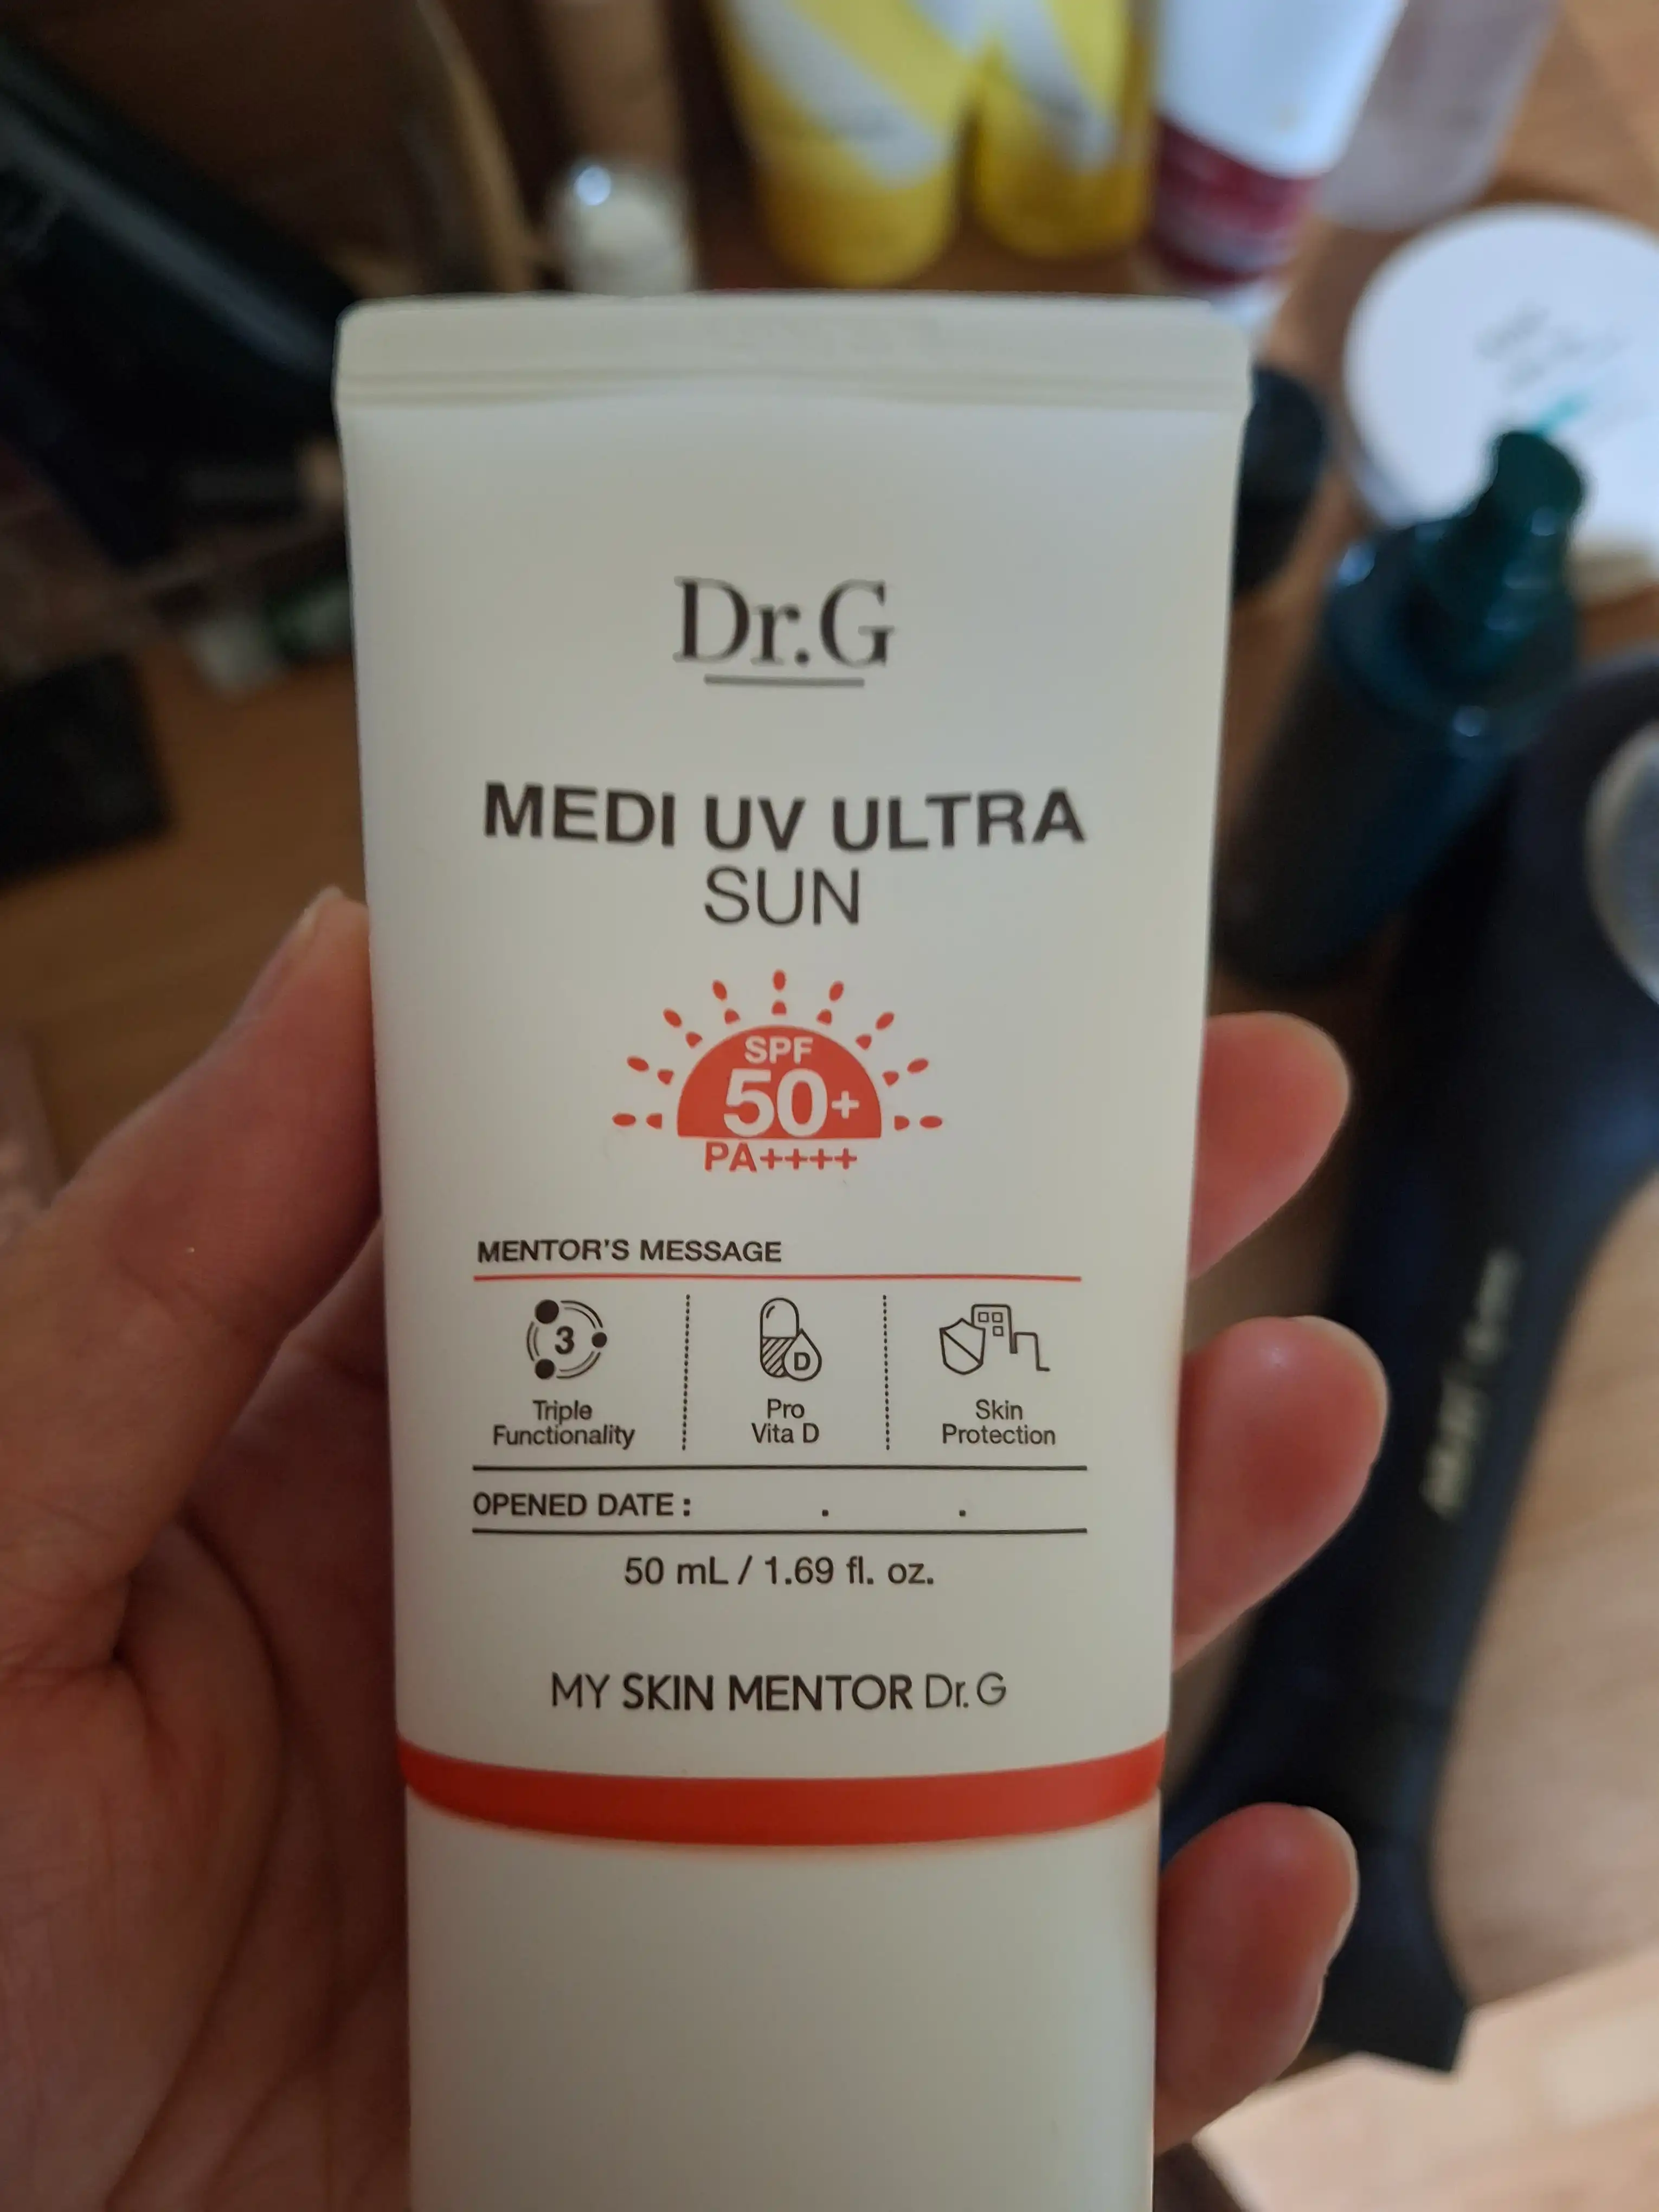 Dr.G
MEDI UV ULTRA
SUN
SPF
50+
PA++++
MENTOR'S MESSAGE
3
Triple
Functionality
D
Pro
Vita D
Skin
Protection
OPENED DATE :      .      .
50 mL / 1.69 fl. oz.
MY SKIN MENTOR Dr.G